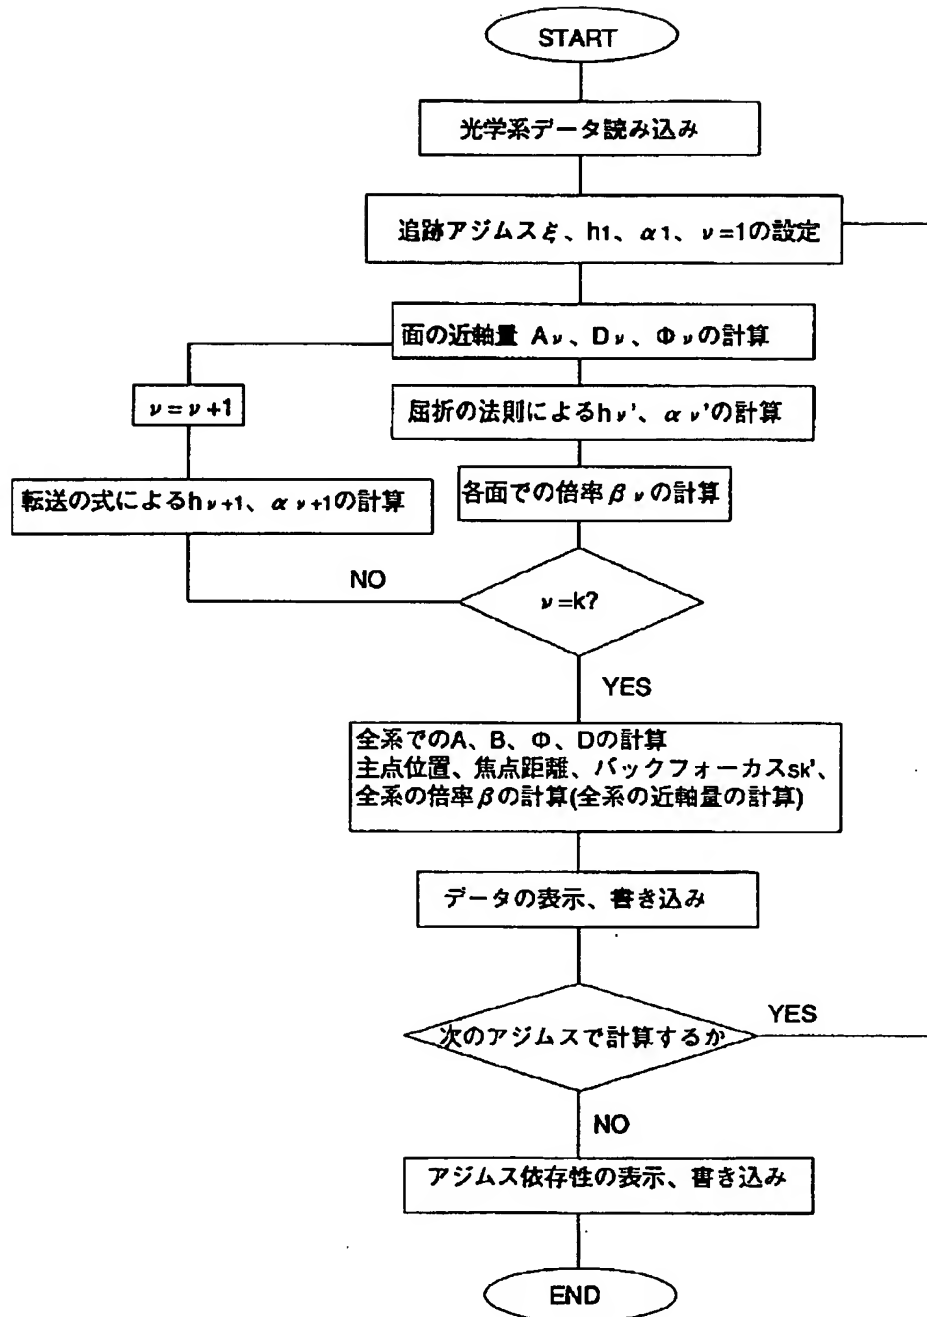 START
光学系データ読み込み
追跡アジムスξ、h1、α1、ν=1の設定
面の近軸量 Aν、Dν、Φνの計算
ν=ν+1
屈折の法則によるhν'、αν'の計算
転送の式によるhν+1、αν+1の計算
各面での倍率βνの計算
NO
ν=k?
YES
全系でのA、B、Φ、Dの計算
主点位置、焦点距離、バックフォーカスsk'、
全系の倍率βの計算(全系の近軸量の計算)
データの表示、書き込み
次のアジムスで計算するか
YES
NO
アジムス依存性の表示、書き込み
END